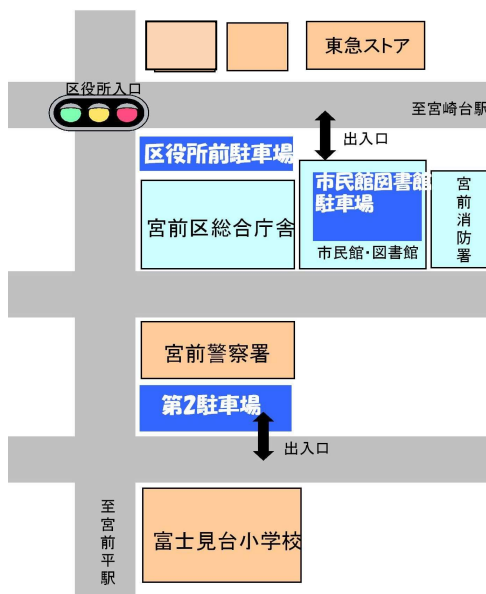 東急ストア
区役所入口
至宮崎台駅
出入口
区役所前駐車場
市民館図書館
駐車場
宮前区総合庁舎
市民館・図書館
宮前消防署
宮前警察署
第2駐車場
出入口
至宮前平駅
富士見台小学校